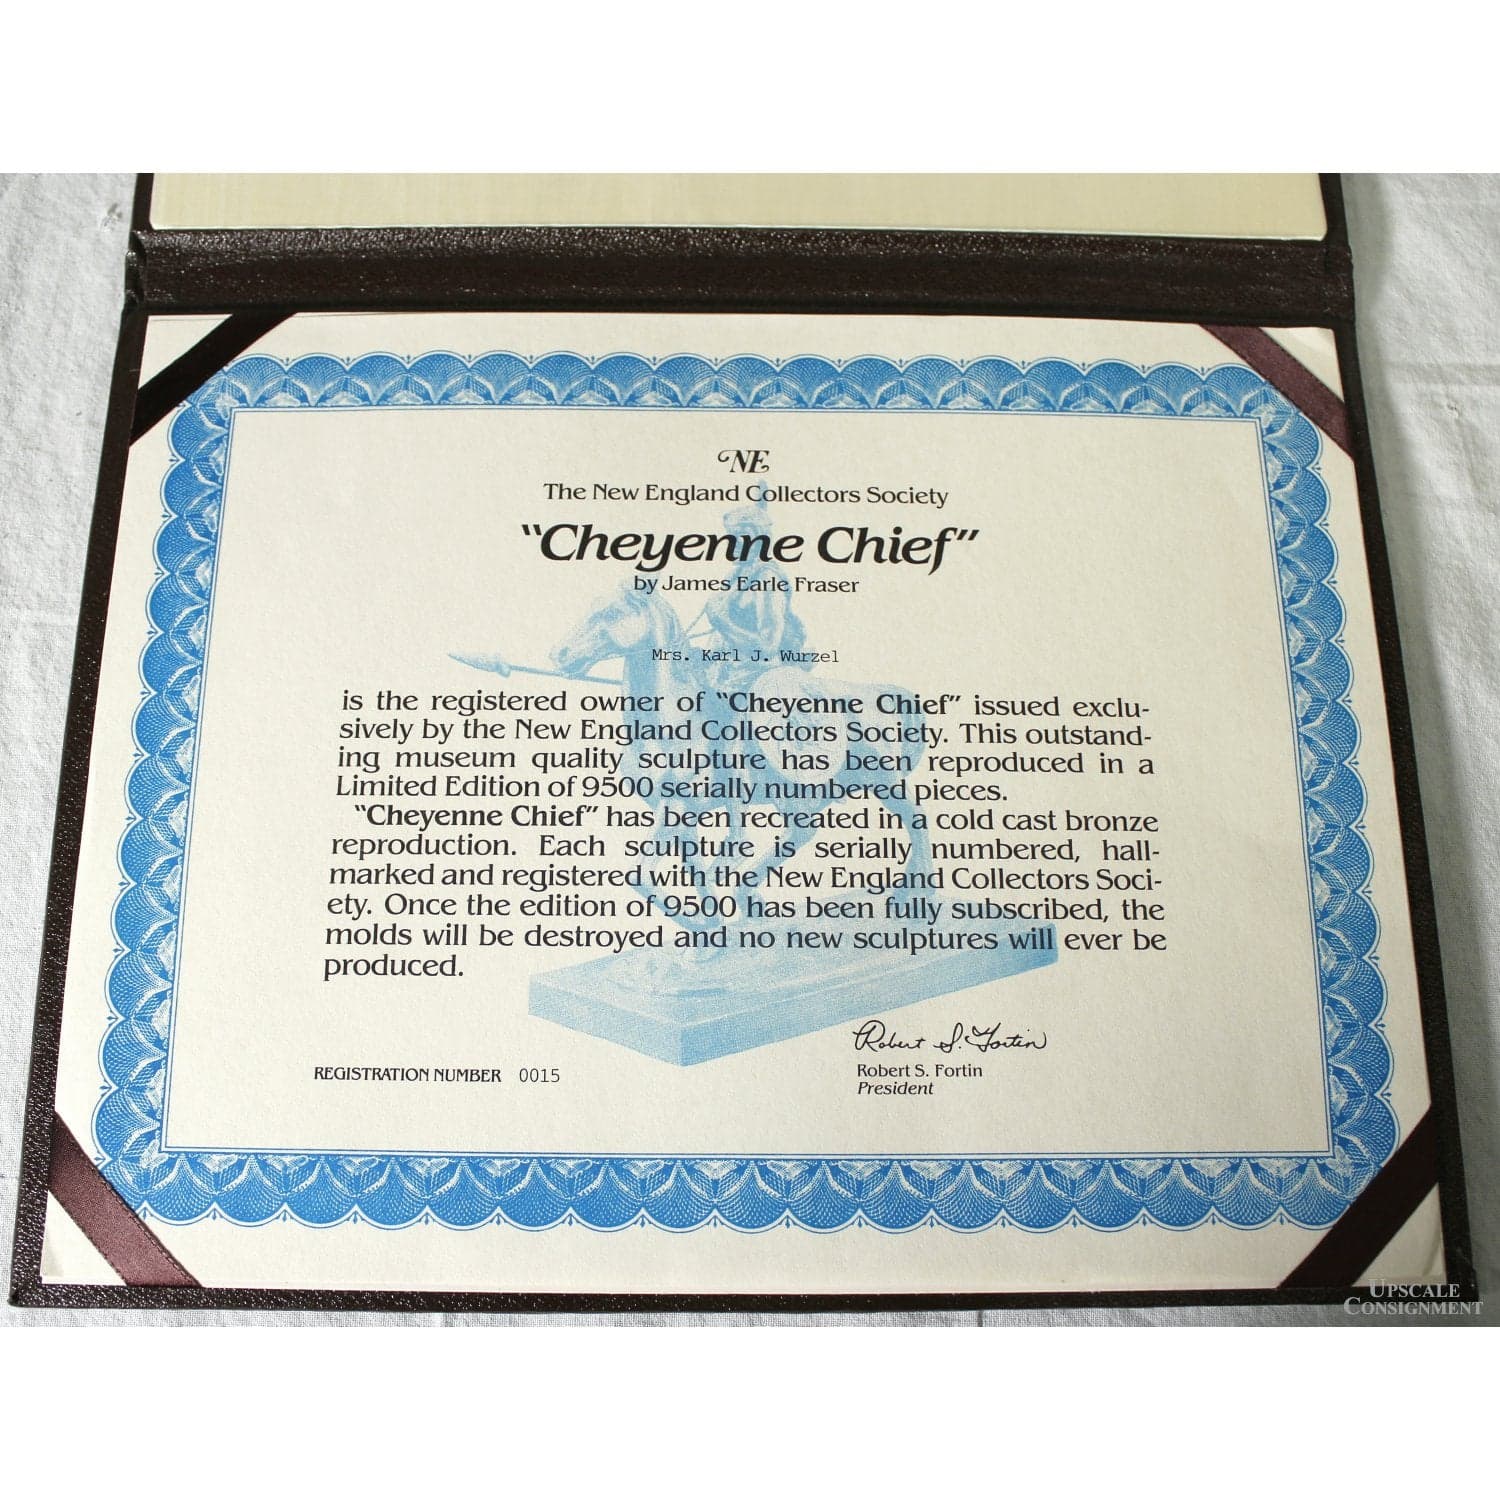 NE
The New England Collectors Society
"Cheyenne Chief"
by James Earle Fraser
Mrs. Karl J. Wurzel
is the registered owner of "Cheyenne Chief" issued exclu-
sively by the New England Collectors Society. This outstand-
ing museum quality sculpture has been reproduced in a
Limited Edition of 9500 serially numbered pieces.
"Cheyenne Chief" has been recreated in a cold cast bronze
reproduction. Each sculpture is serially numbered, hall-
marked and registered with the New England Collectors Soci-
ety. Once the edition of 9500 has been fully subscribed, the
molds will be destroyed and no new sculptures will ever be
produced.
Robert S. Fortin
Robert S. Fortin
President
REGISTRATION NUMBER 0015
UPSCALE
CONSIGNMENT